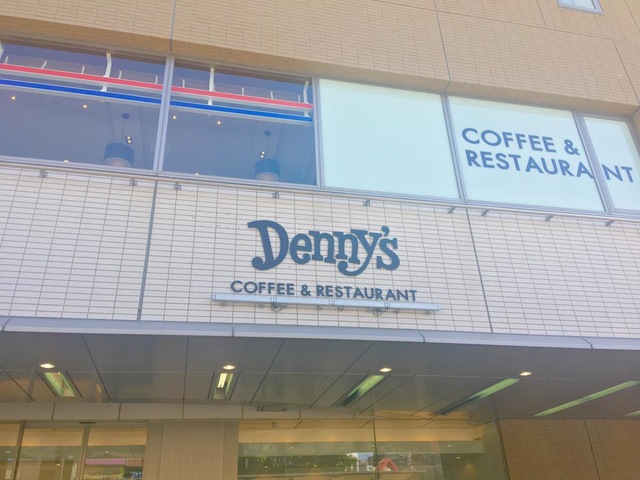 COFFEE &
RESTAURANT
Denny's
COFFEE & RESTAURANT